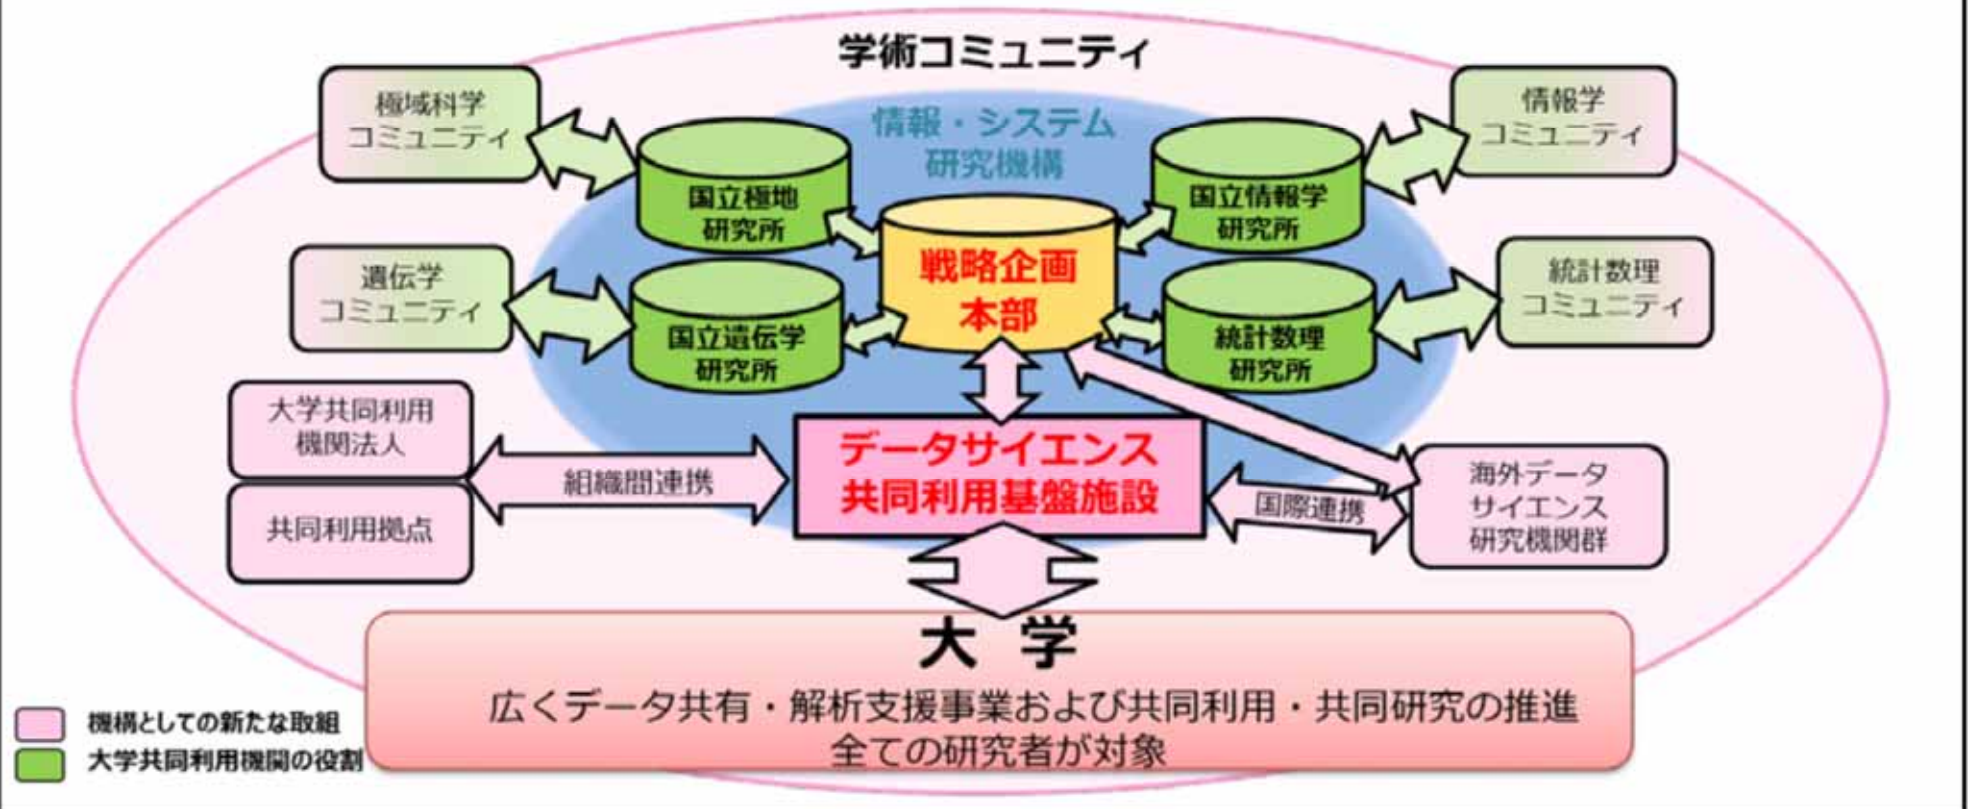 学術コミュニティ
情報・システム
研究機構
極域科学
コミュニティ
情報学
コミュニティ
国立極地
研究所
国立情報学
研究所
戦略企画
本部
遺伝学
コミュニティ
統計数理
コミュニティ
国立遺伝学
研究所
統計数理
研究所
大学共同利用
機関法人
共同利用拠点
組織間連携
データサイエンス
共同利用基盤施設
国際連携
海外データ
サイエンス
研究機関群
大 学
広くデータ共有・解析支援事業および共同利用・共同研究の推進
全ての研究者が対象
機構としての新たな取組
大学共同利用機関の役割